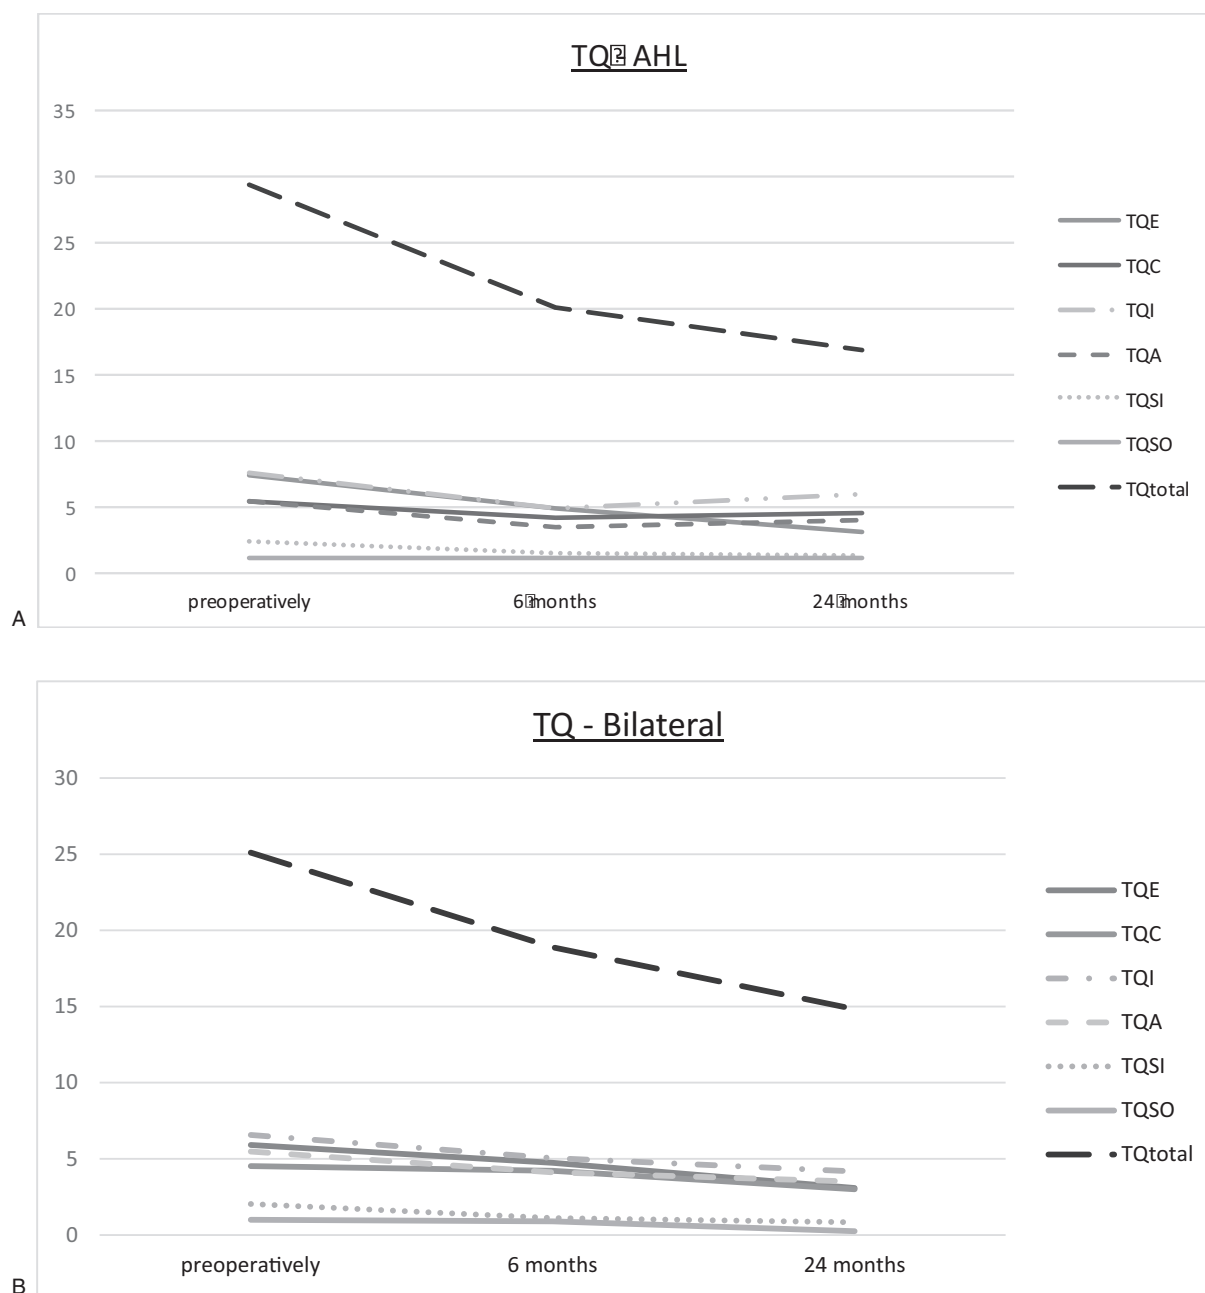 TQ⍰ AHL
35
30
25
20
15
10
5
0
preoperatively 6⍰months 24⍰months
TQE
TQC
TQI
TQA
TQSI
TQSO
TQtotal
A
TQ - Bilateral
30
25
20
15
10
5
0
preoperatively 6 months 24 months
TQE
TQC
TQI
TQA
TQSI
TQSO
TQtotal
B